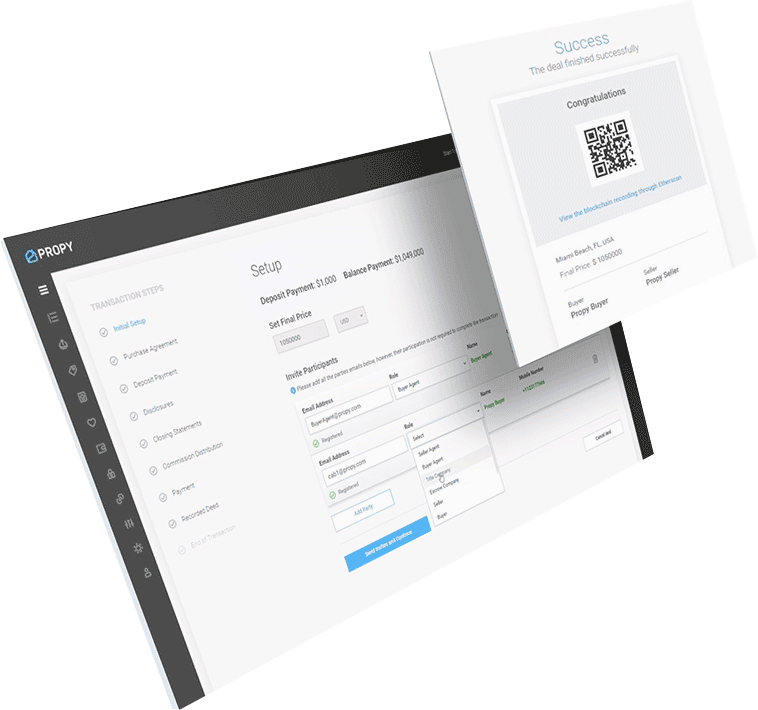 Success
The deal finished successfully
Congratulations
View the blockchain recording through Etherscan
Miami Beach, FL, USA
Final Price: $ 1050000
Buyer
Propy Buyer
Seller
Propy Seller
PROPY
TRANSACTION STEPS
Initial Setup
Purchase Agreement
Deposit Payment
Disclosures
Closing Statements
Commission Distribution
Payment
Recorded Deed
End of Transaction
Setup
Deposit Payment: $1,000 Balance Payment: $1,049,000
Set Final Price
1050000 USD
Invite Participants
Please add all the parties emails below, however, their participation is not required to complete the transaction
Email Address Role Name
BuyerAgent@propy.com Buyer Agent Buyer Agent
Registered
Email Address Role Name Mobile Number
cab1@propy.com Select Propy Buyer
Registered
Seller Agent
Buyer Agent
Title Company
Escrow Company
Seller
Buyer
Add Party
Cancel deal
Send Invites and Continue